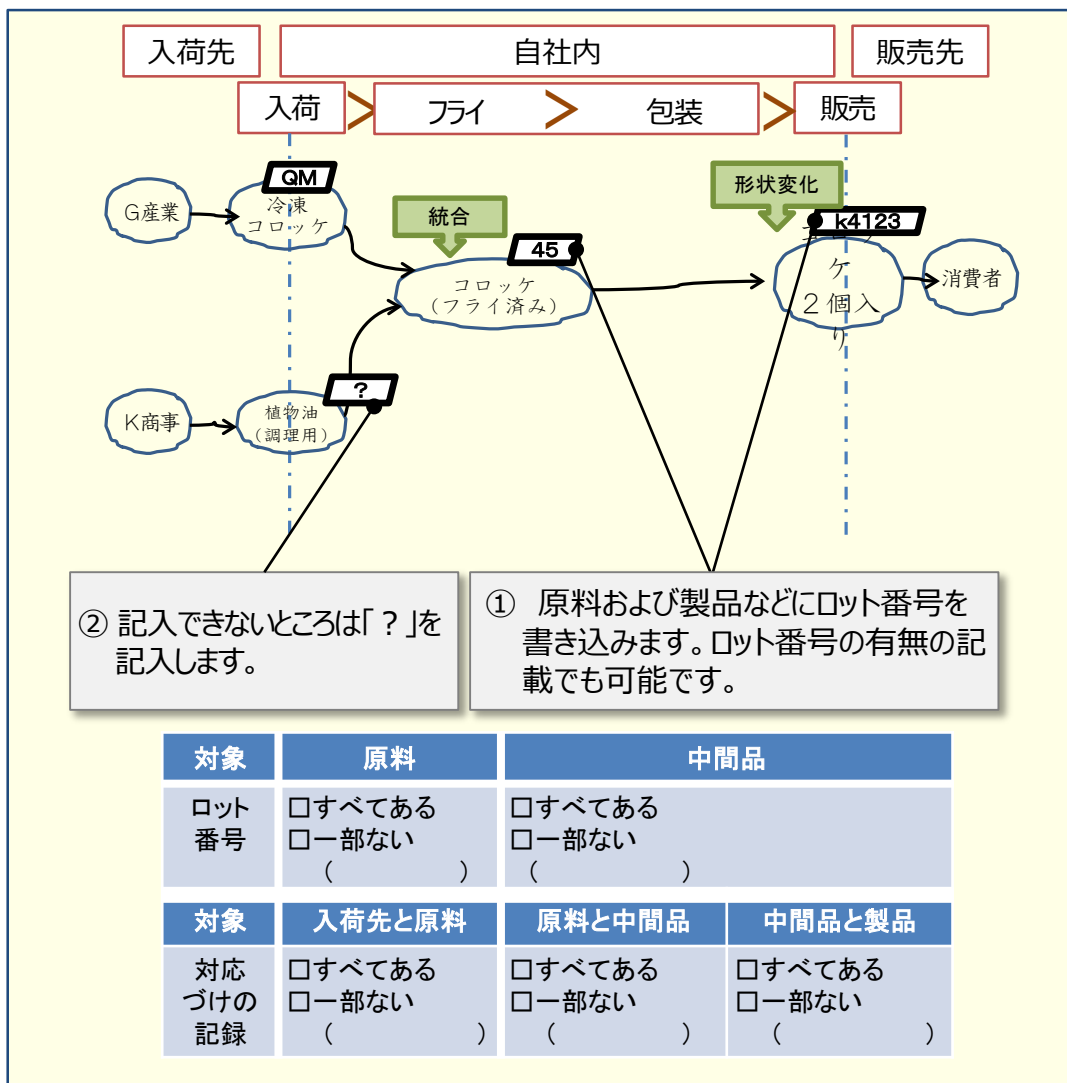 入荷先
自社内
販売先
入荷
フライ
包装
販売
QM
冷凍
コロッケ
G産業
統合
形状変化
45
k4123
コロッケ
(フライ済み)
ケ
2個入
り
消費者
?
K商事
植物油
(調理用)
② 記入できないところは「?」を
記入します。
① 原料および製品などにロット番号を
書き込みます。ロット番号の有無の記
載でも可能です。
対象 原料 中間品
ロット
番号
□すべてある
□一部ない
( )
□すべてある
□一部ない
( )
対象 入荷先と原料 原料と中間品 中間品と製品
対応
づけの
記録
□すべてある
□一部ない
( )
□すべてある
□一部ない
( )
□すべてある
□一部ない
( )